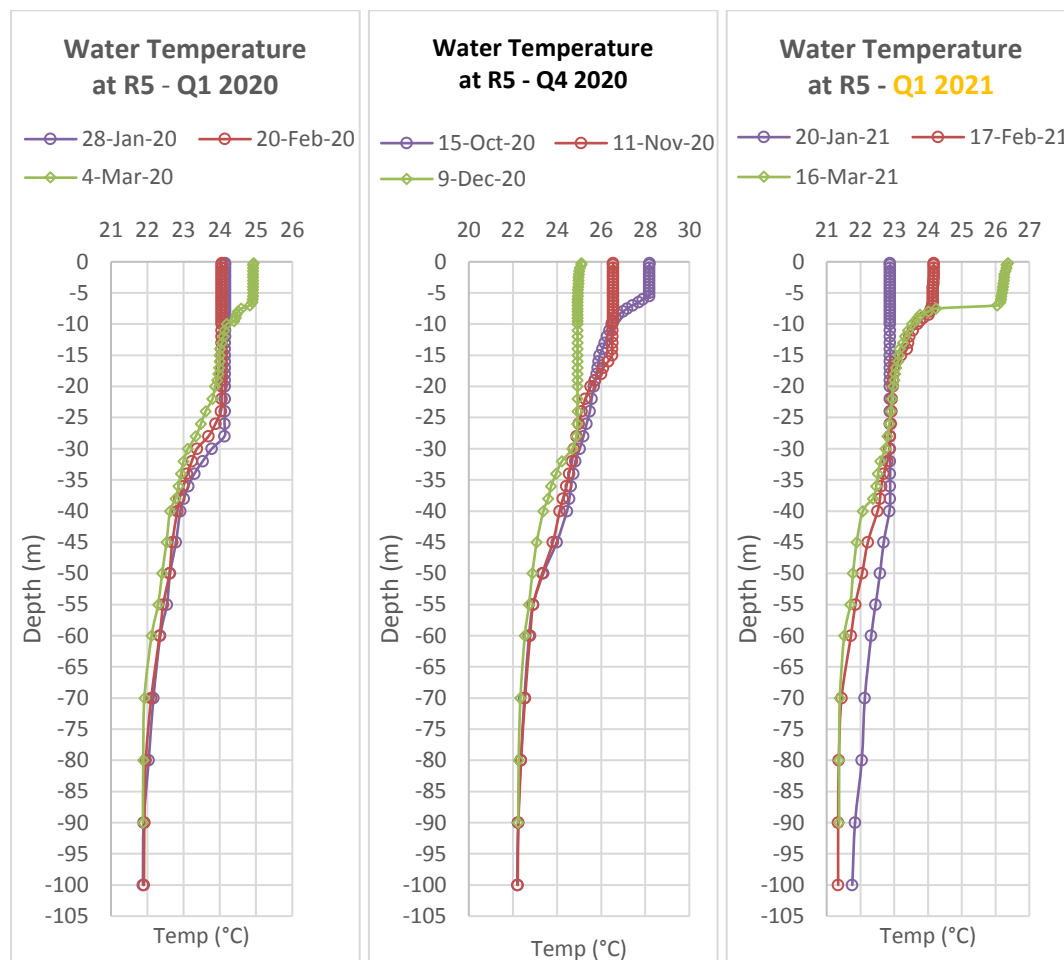 Water Temperature
at R5 - Q1 2020
28-Jan-20
20-Feb-20
4-Mar-20
21 22 23 24 25 26
0
-5
-10
-15
-20
-25
-30
-35
-40
-45
-50
-55
-60
-65
-70
-75
-80
-85
-90
-95
-100
-105
Depth (m)
Temp (°C)
Water Temperature
at R5 - Q4 2020
15-Oct-20
11-Nov-20
9-Dec-20
20 22 24 26 28 30
0
-5
-10
-15
-20
-25
-30
-35
-40
-45
-50
-55
-60
-65
-70
-75
-80
-85
-90
-95
-100
-105
Depth (m)
Temp (°C)
Water Temperature
at R5 - Q1 2021
20-Jan-21
17-Feb-21
16-Mar-21
21 22 23 24 25 26 27
0
-5
-10
-15
-20
-25
-30
-35
-40
-45
-50
-55
-60
-65
-70
-75
-80
-85
-90
-95
-100
-105
Depth (m)
Temp (°C)